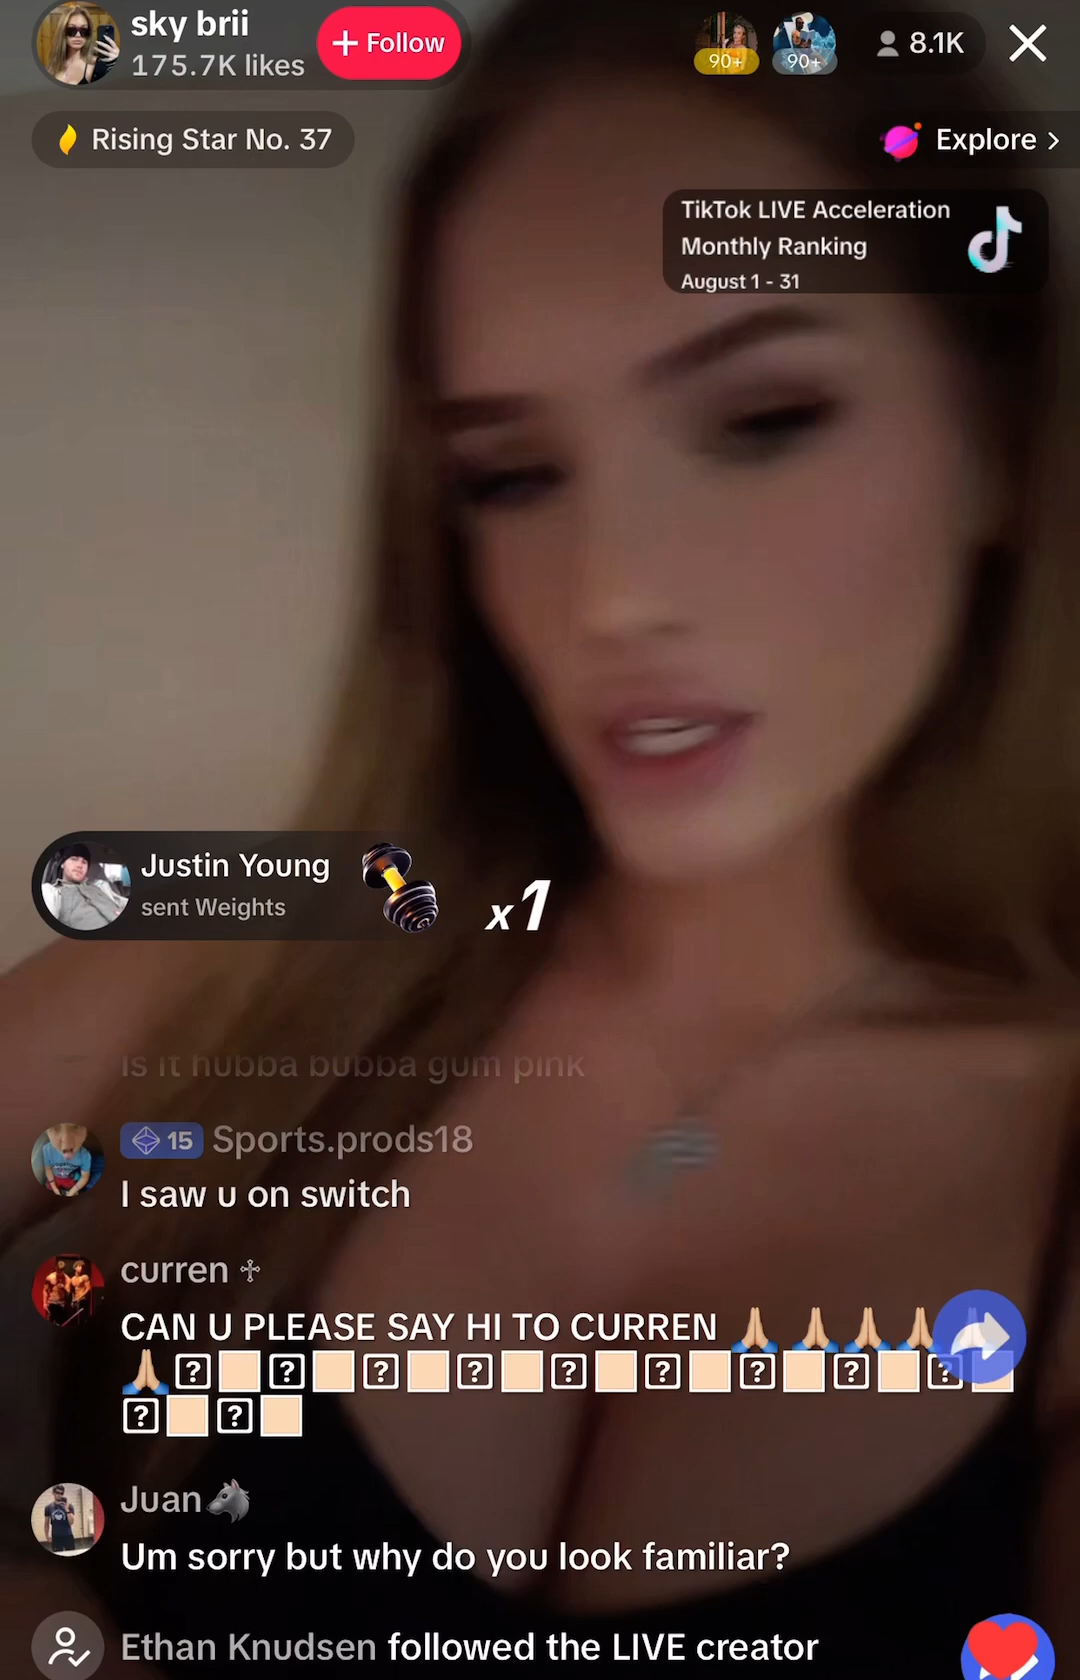 sky brii
175.7K likes
+ Follow
90+
90+
8.1K
Rising Star No. 37
Explore >
TikTok LIVE Acceleration
Monthly Ranking
August 1 - 31
Justin Young
sent Weights
x1
Is it hubba bubba gum pink
15 Sports.prods18
I saw u on switch
curren
CAN U PLEASE SAY HI TO CURREN 🙏🏼🙏🏼🙏🏼🙏🏼
🙏🏼
Juan🐺
Um sorry but why do you look familiar?
Ethan Knudsen followed the LIVE creator